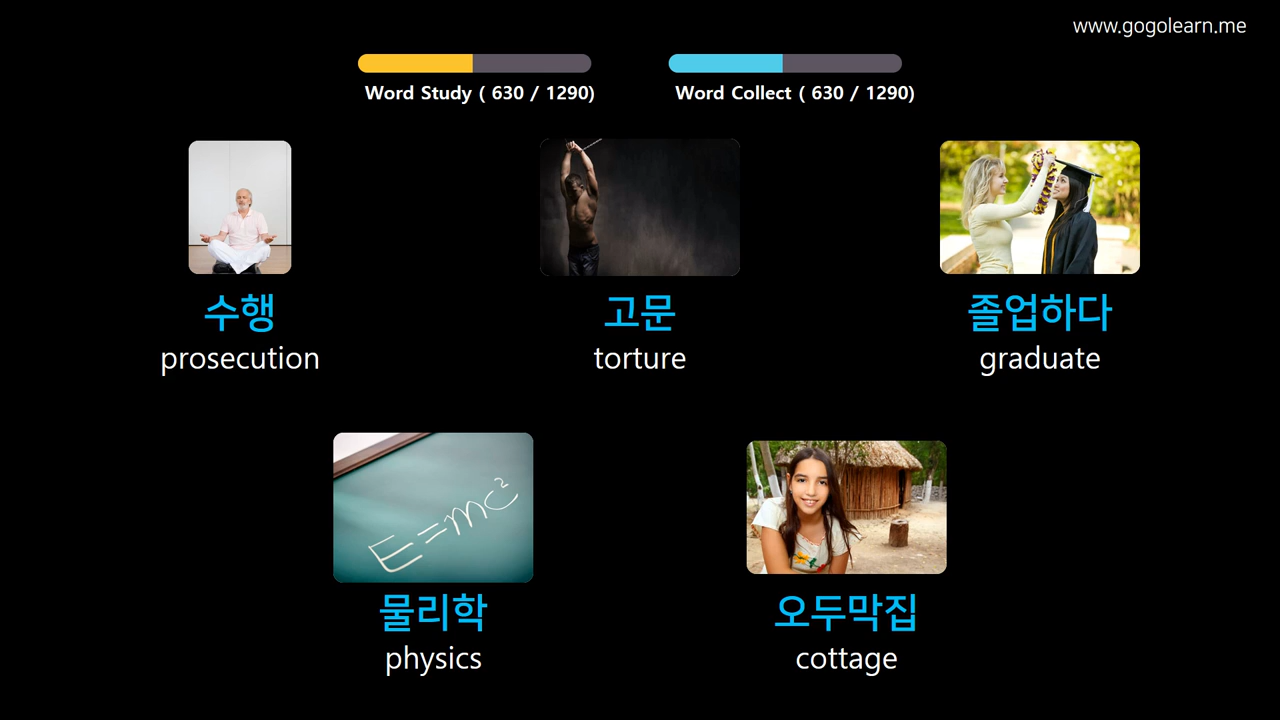 www.gogolearn.me
Word Study ( 630 / 1290)
Word Collect ( 630 / 1290)
수행
prosecution
고문
torture
졸업하다
graduate
E=mc²
물리학
physics
오두막집
cottage